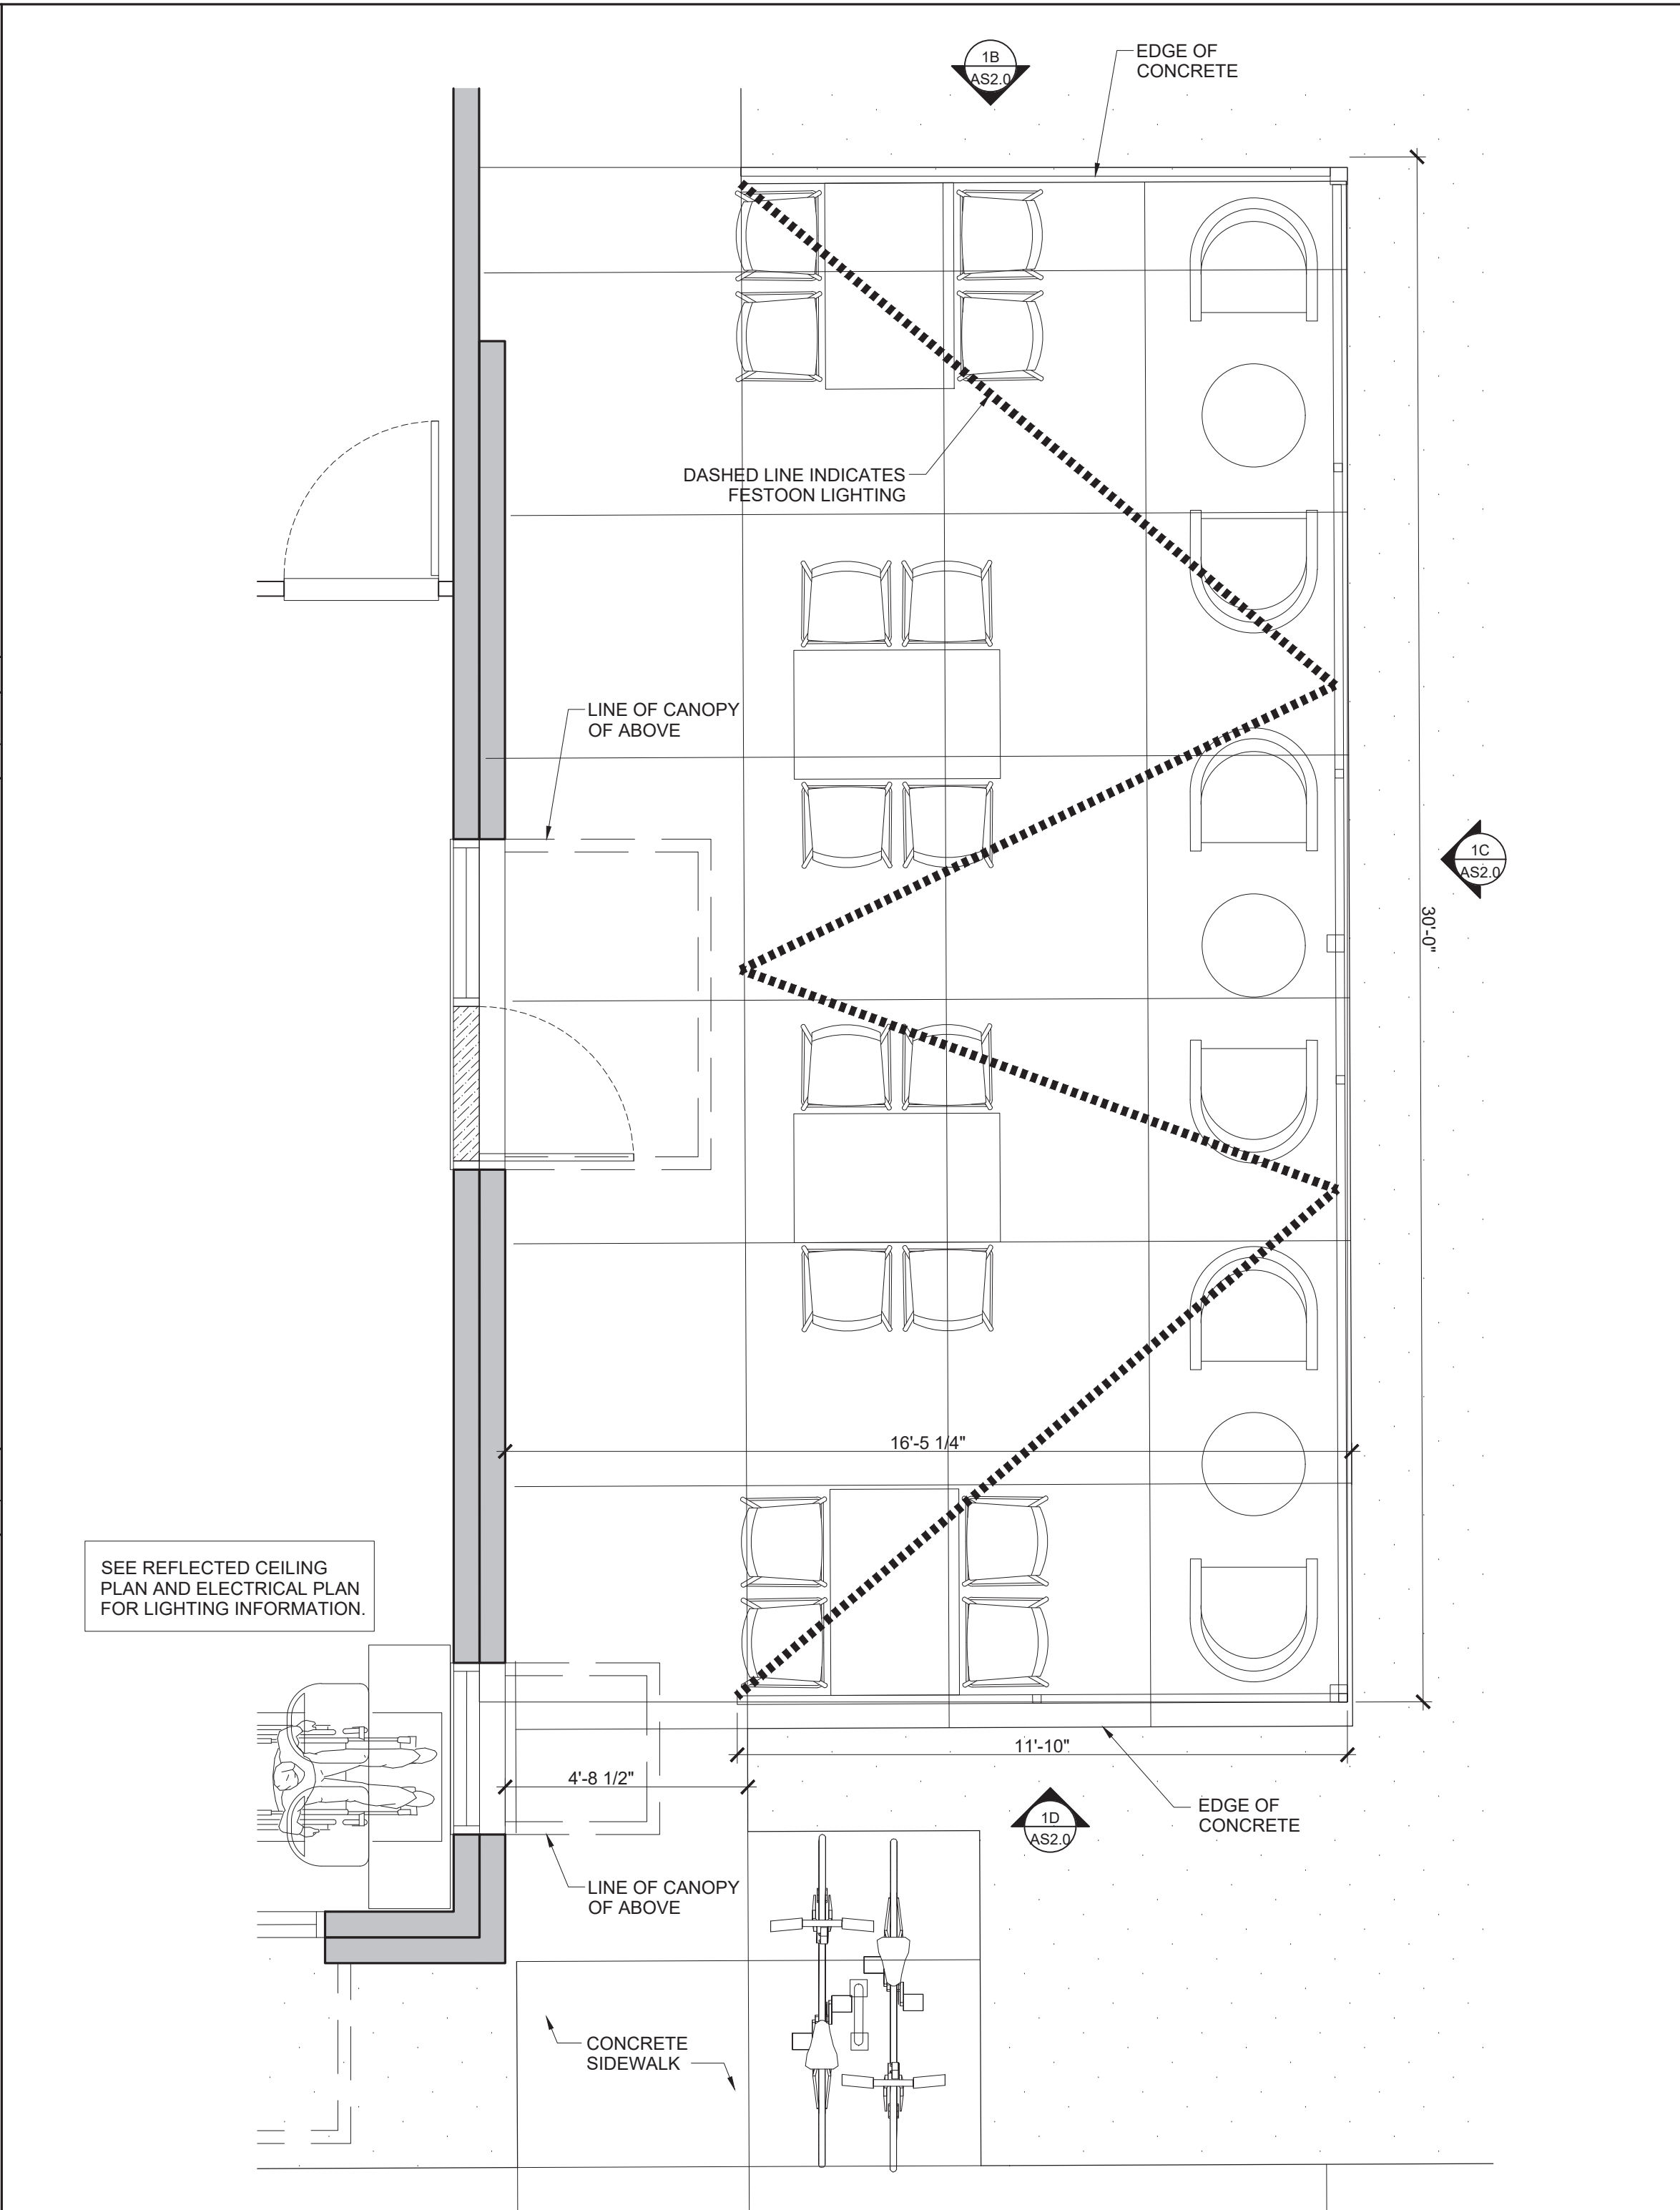 1B
AS2.0
EDGE OF
CONCRETE
DASHED LINE INDICATES
FESTOON LIGHTING
LINE OF CANOPY
OF ABOVE
1C
AS2.0
30'-0"
16'-5 1/4"
SEE REFLECTED CEILING
PLAN AND ELECTRICAL PLAN
FOR LIGHTING INFORMATION.
11'-10"
4'-8 1/2"
EDGE OF
CONCRETE
1D
AS2.0
LINE OF CANOPY
OF ABOVE
CONCRETE
SIDEWALK